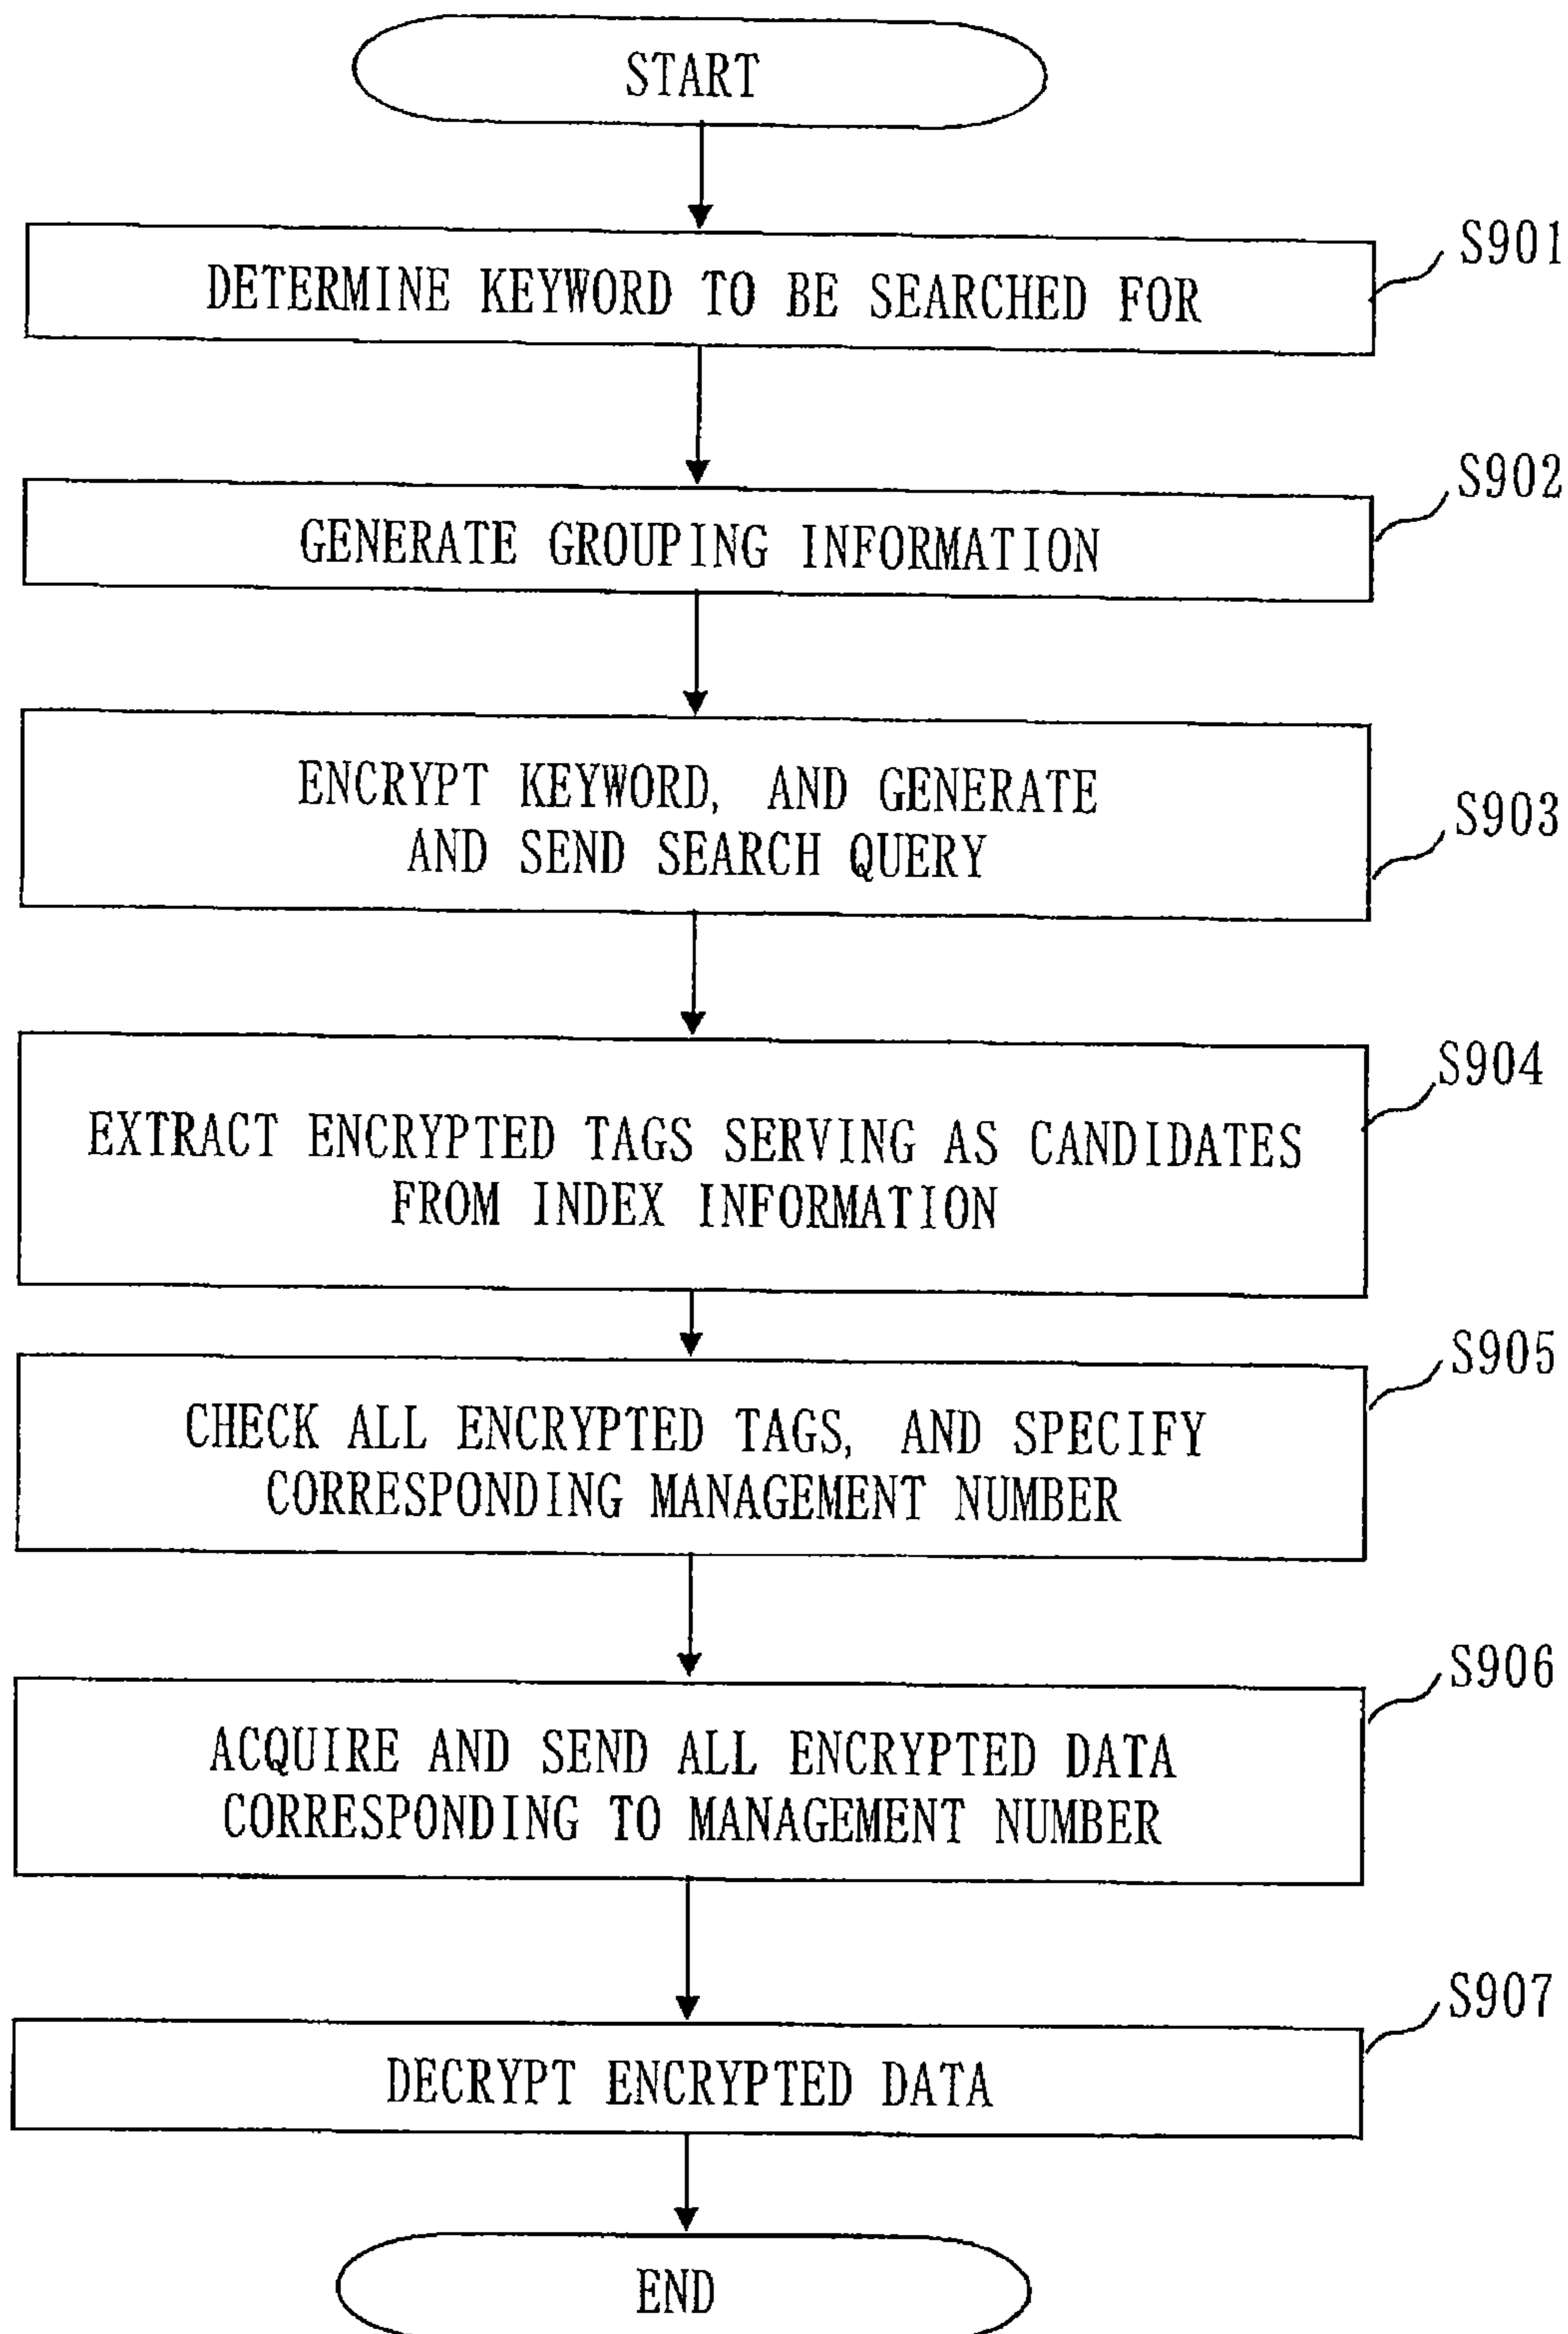 START
DETERMINE KEYWORD TO BE SEARCHED FOR
S901
GENERATE GROUPING INFORMATION
S902
ENCRYPT KEYWORD, AND GENERATE
AND SEND SEARCH QUERY
S903
EXTRACT ENCRYPTED TAGS SERVING AS CANDIDATES
FROM INDEX INFORMATION
S904
CHECK ALL ENCRYPTED TAGS, AND SPECIFY
CORRESPONDING MANAGEMENT NUMBER
S905
ACQUIRE AND SEND ALL ENCRYPTED DATA
CORRESPONDING TO MANAGEMENT NUMBER
S906
DECRYPT ENCRYPTED DATA
S907
END